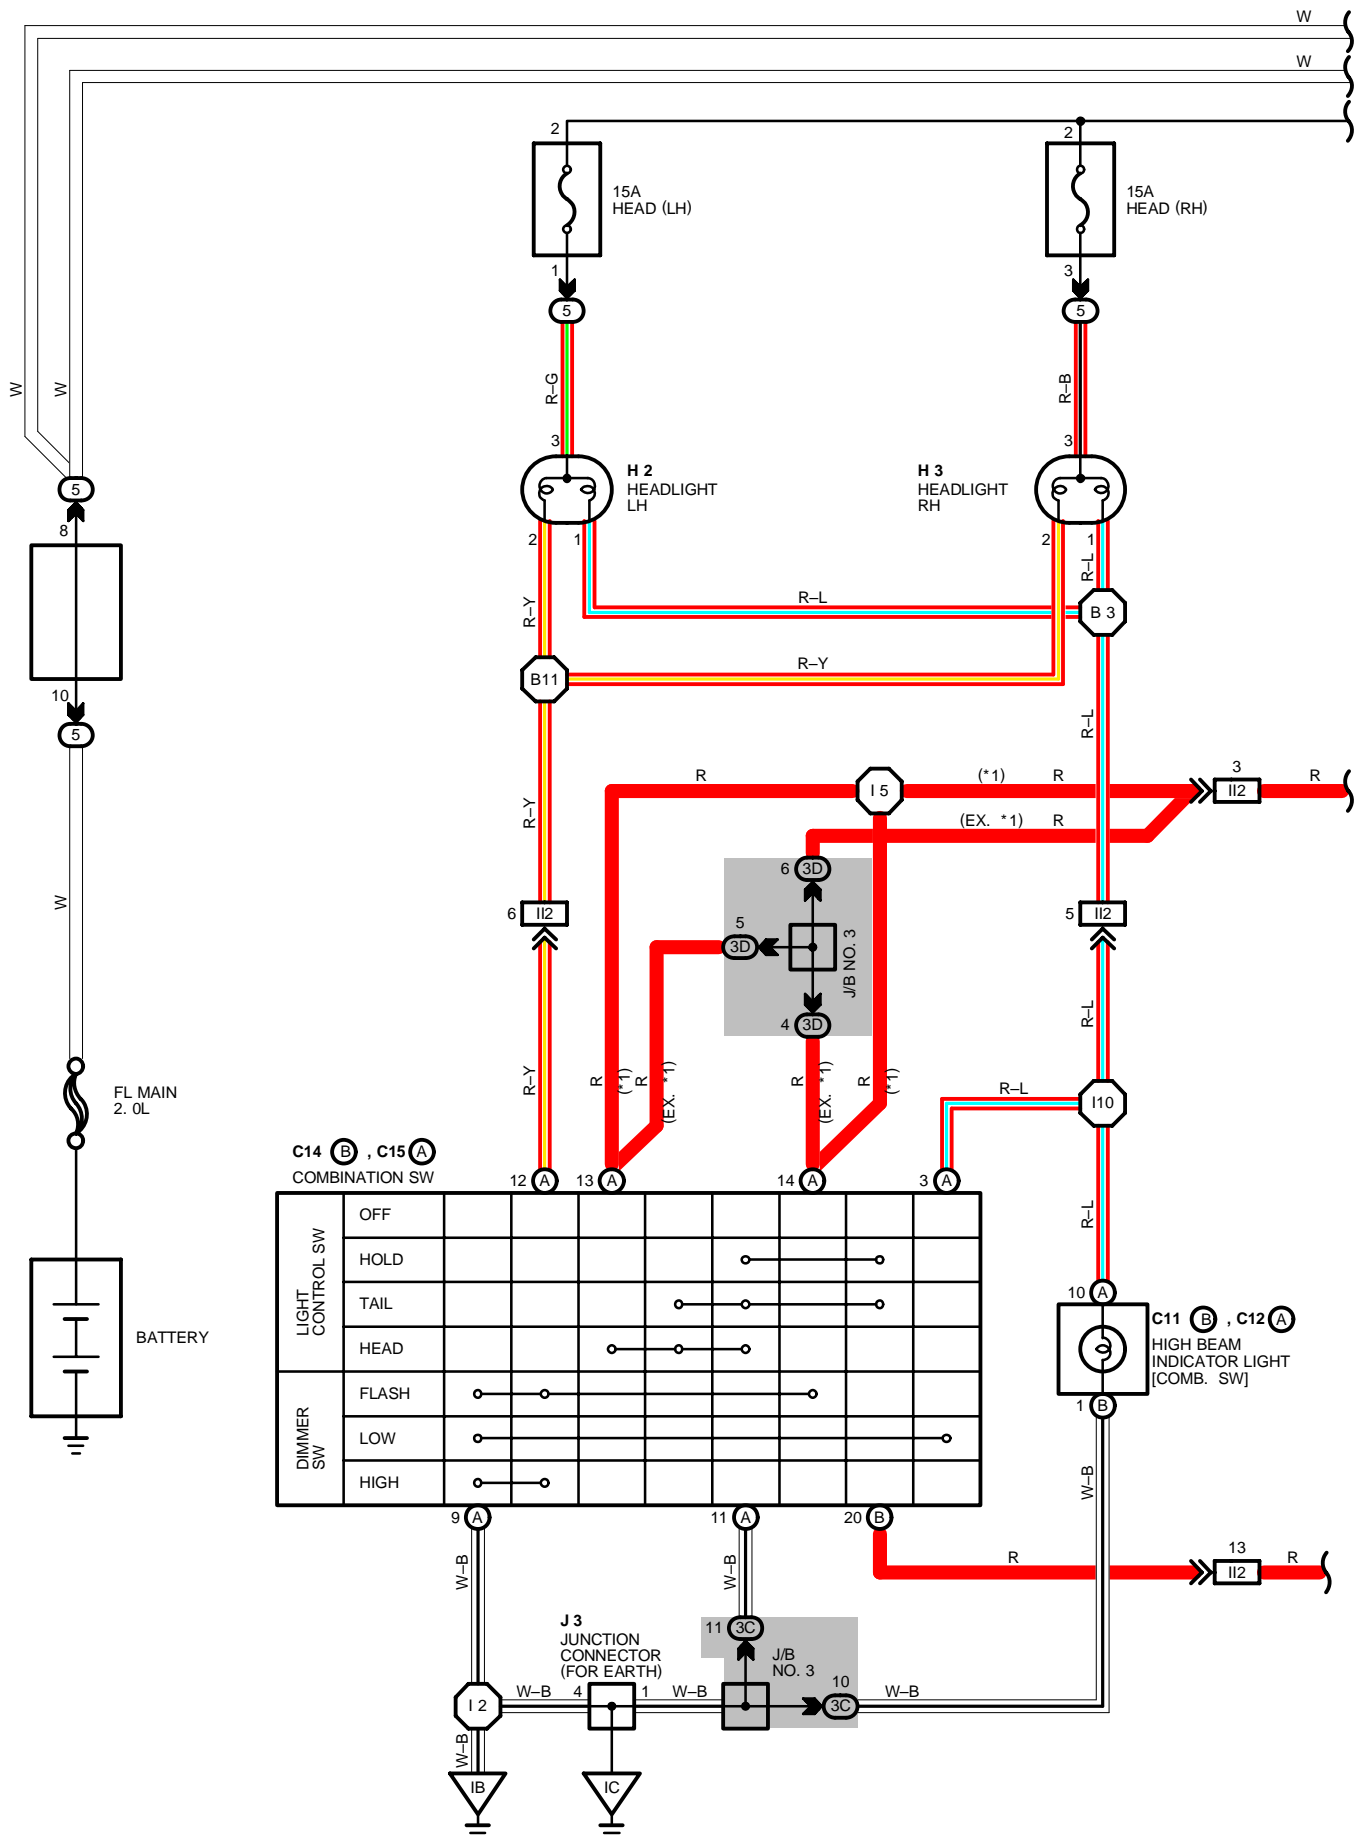 W
W
2
2
15A
HEAD (LH)
15A
HEAD (RH)
1
3
5
5
W
W
R–G
R–B
3
3
H 2
HEADLIGHT
LH
H 3
HEADLIGHT
RH
5
8
2
1
2
1
R–L
R–Y
R–L
B 3
R–Y
B11
10
5
R–L
R
I 5
(*1)
R
3
II2
R
R–Y
(EX. *1)
R
6
3D
W
6
II2
5
II2
5
3D
J/B NO. 3
4
3D
R–L
R–Y
R
(*1)
R
(EX. *1)
R
(EX. *1)
R
(*1)
R–L
I10
FL MAIN
2. 0L
C14 B , C15 A
COMBINATION SW
12 A
13 A
14 A
3 A
R–L
LIGHT
CONTROL SW
OFF
HOLD
TAIL
HEAD
DIMMER
SW
FLASH
LOW
HIGH
BATTERY
10 A
C11 B , C12 A
HIGH BEAM
INDICATOR LIGHT
[COMB. SW]
1 B
9 A
11 A
20 B
W–B
W–B
W–B
R
13
II2
R
J 3
JUNCTION
CONNECTOR
(FOR EARTH)
11 3C
J/B
NO. 3
10
3C
I 2
W–B
4
1
W–B
W–B
W–B
IB
IC